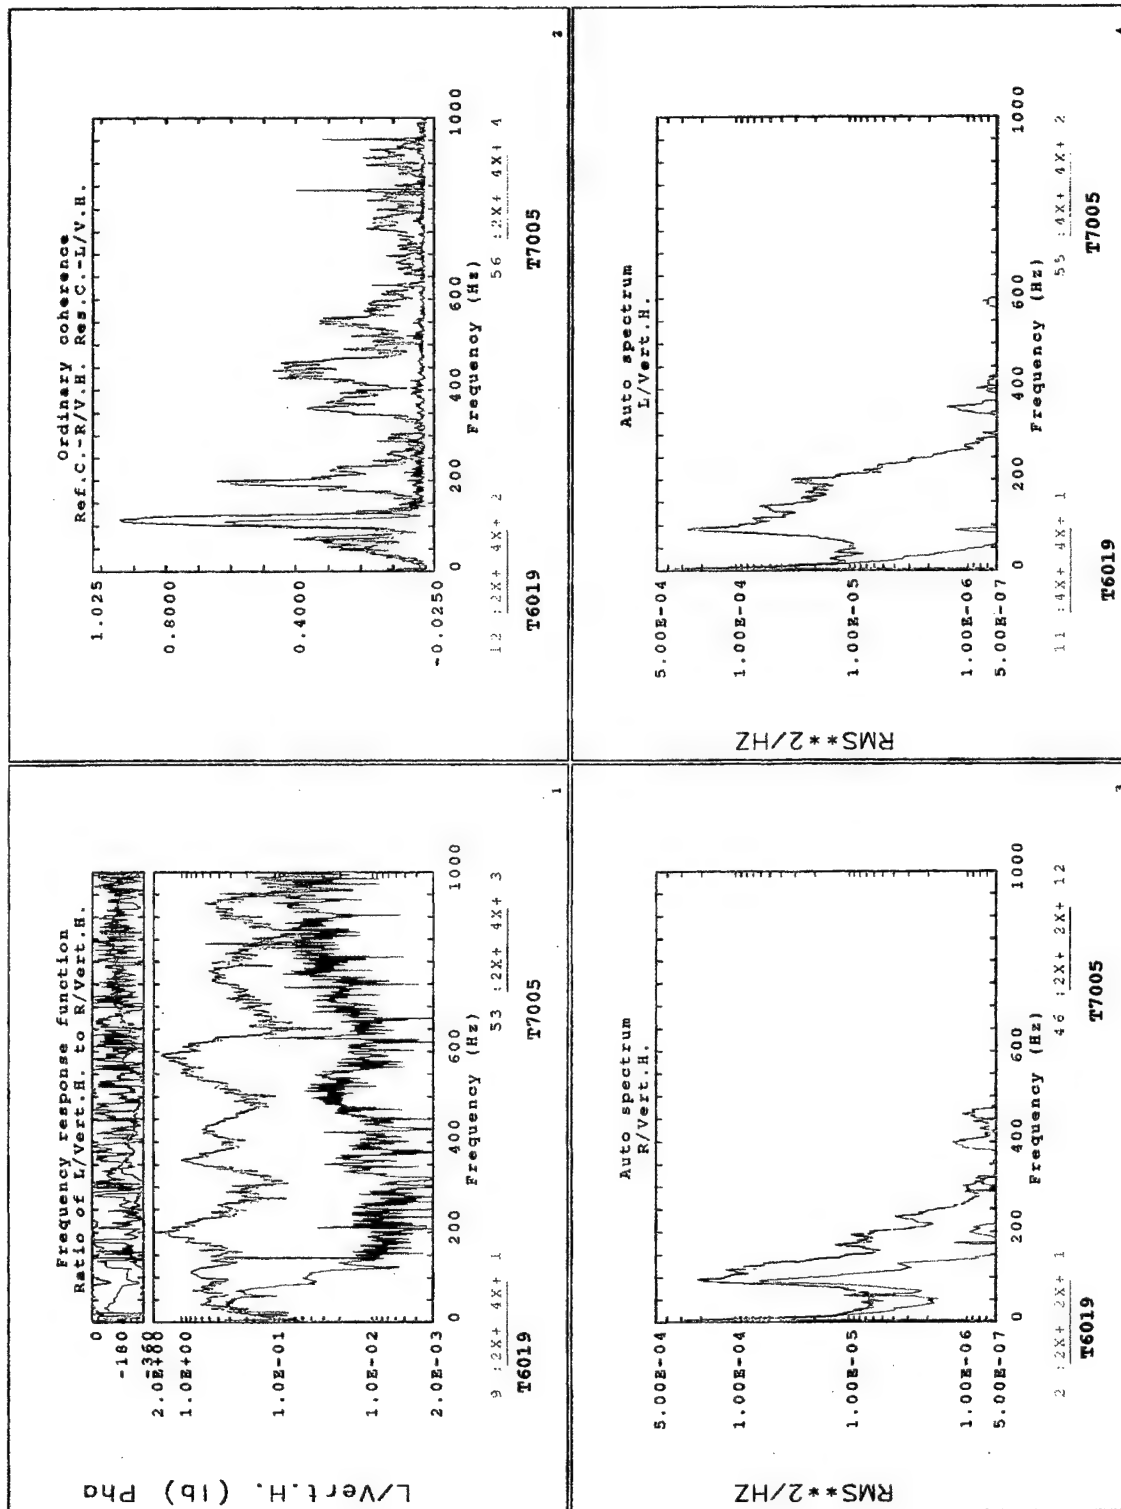 Frequency response function
Ratio of L/Vert.H. to R/Vert.H.
L/Vert.H. (lb) Pha
0
-180
-360
2.0E+00
1.0E+00
1.0E-01
1.0E-02
2.0E-03
0 200 400 600 1000
Frequency (Hz)
9 :2X+ 4X+ 1
53 :2X+ 4X+ 3
T6019
T7005
1
Ordinary coherence
Ref.C.-R/V.H. Res.C.-L/V.H.
1.025
0.8000
0.4000
-0.0250
0 200 400 600 1000
Frequency (Hz)
12 :2X+ 4X+ 2
56 :2X+ 4X+ 4
T6019
T7005
2
Auto spectrum
R/Vert.H.
RMS**2/HZ
5.00E-04
1.00E-04
1.00E-05
1.00E-06
5.00E-07
0 200 400 600 1000
Frequency (Hz)
2 :2X+ 2X+ 1
46 :2X+ 2X+ 12
T6019
T7005
3
Auto spectrum
L/Vert.H.
RMS**2/HZ
5.00E-04
1.00E-04
1.00E-05
1.00E-06
5.00E-07
0 200 400 600 1000
Frequency (Hz)
11 :4X+ 4X+ 1
55 :4X+ 4X+ 2
T6019
T7005
4